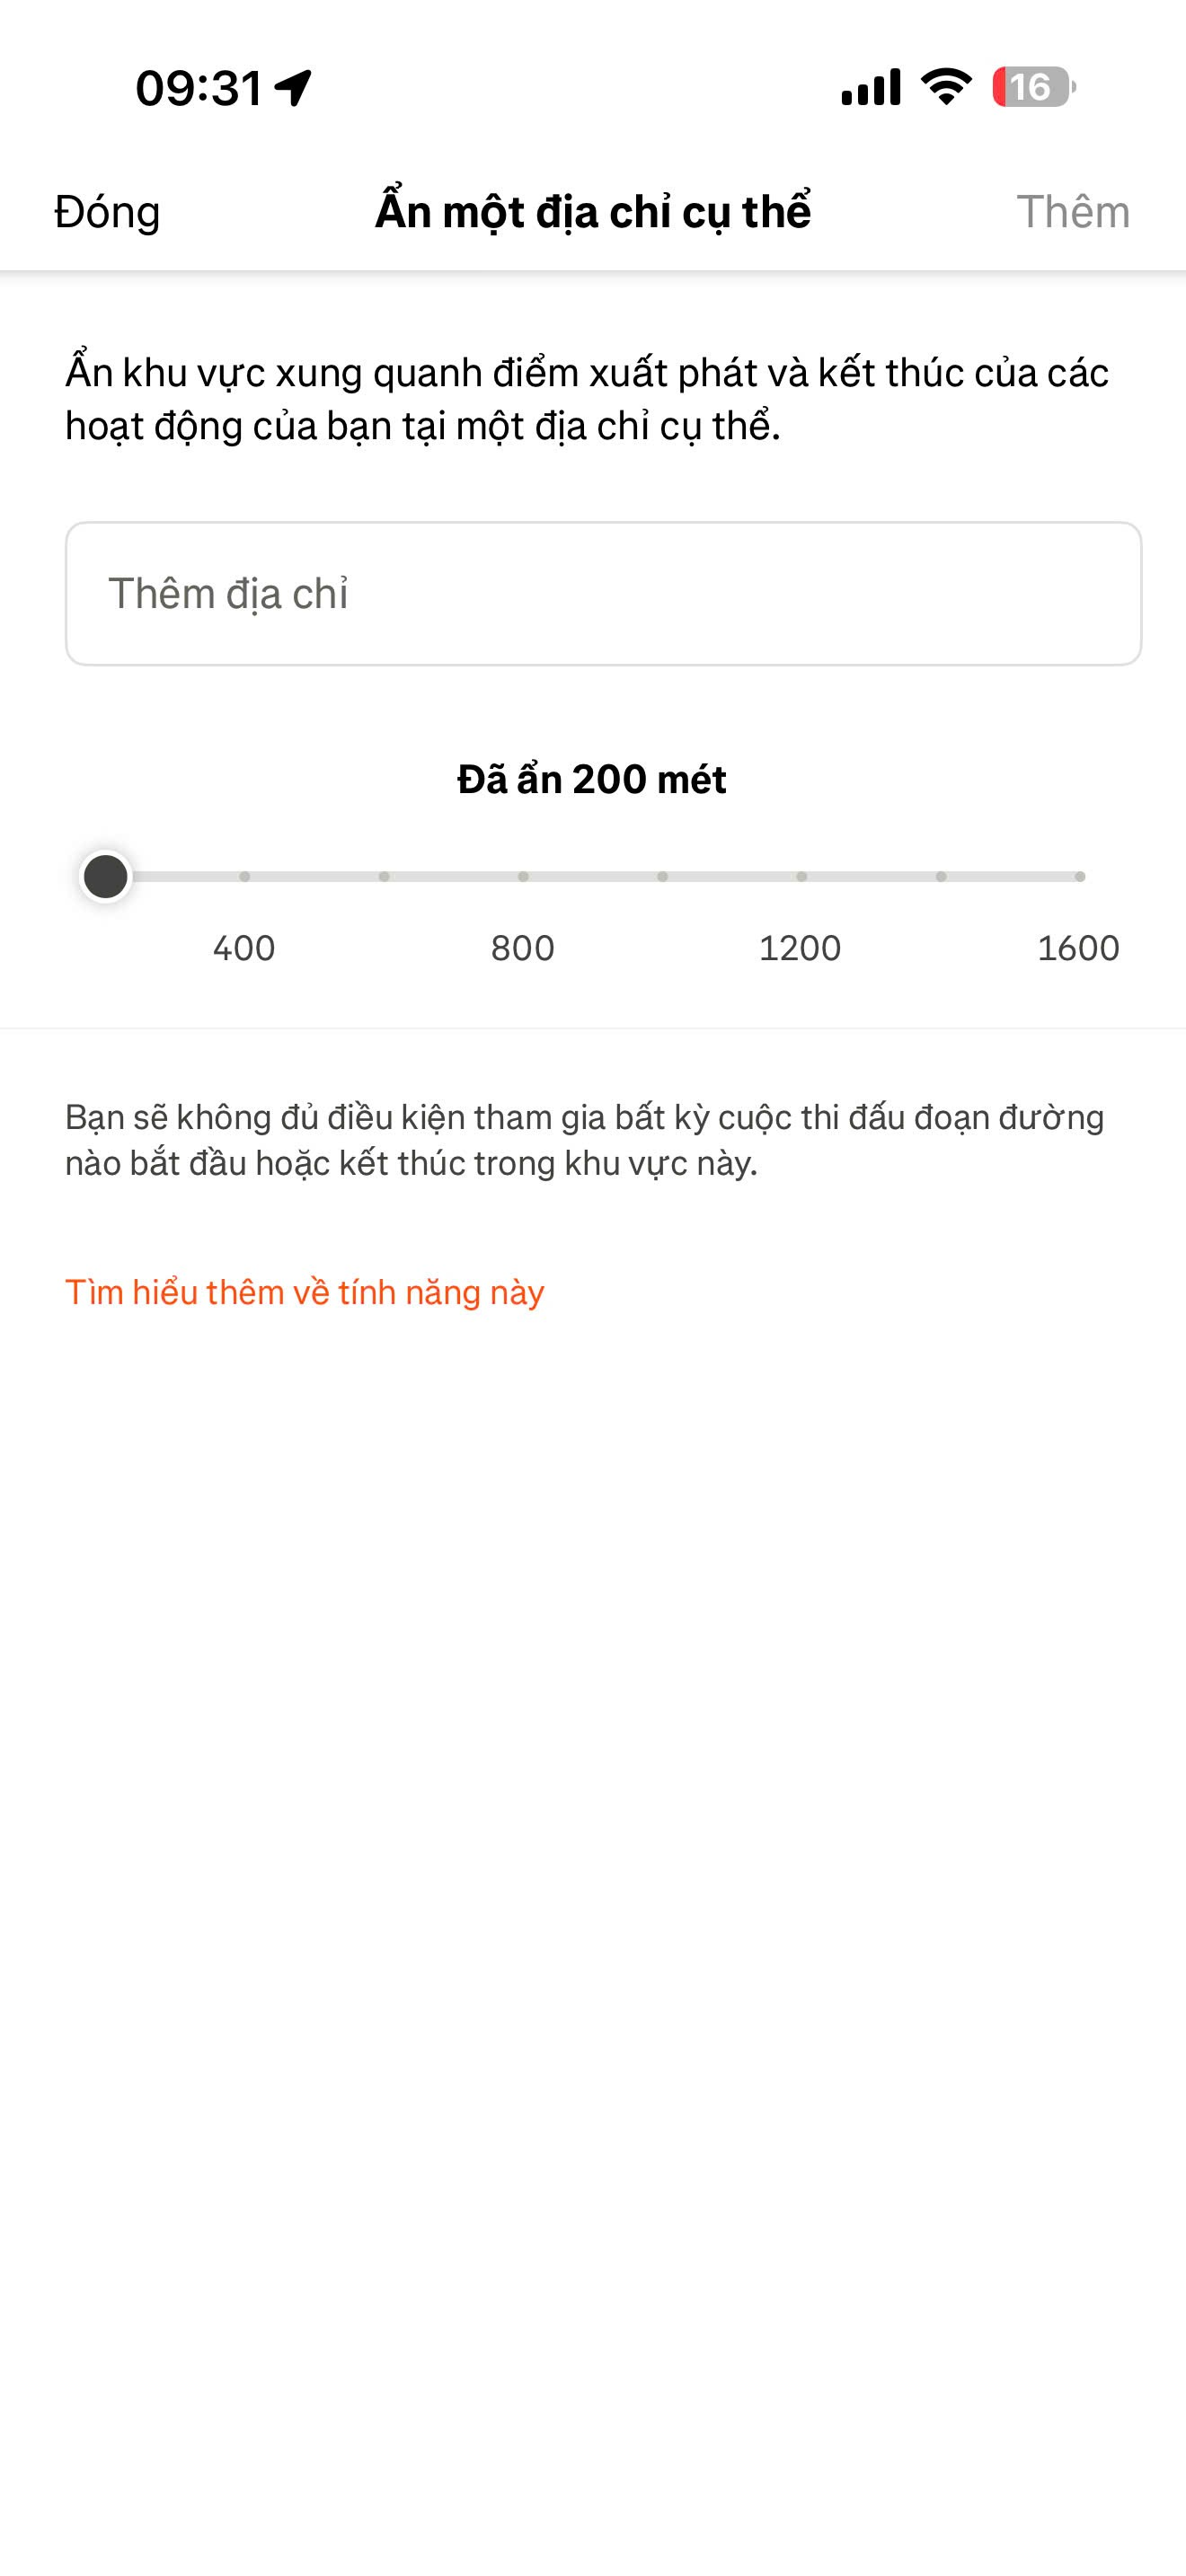 09:31
16
Đóng
Ẩn một địa chỉ cụ thể
Thêm
Ẩn khu vực xung quanh điểm xuất phát và kết thúc của các
hoạt động của bạn tại một địa chỉ cụ thể.
Thêm địa chỉ
Đã ẩn 200 mét
400
800
1200
1600
Bạn sẽ không đủ điều kiện tham gia bất kỳ cuộc thi đấu đoạn đường
nào bắt đầu hoặc kết thúc trong khu vực này.
Tìm hiểu thêm về tính năng này